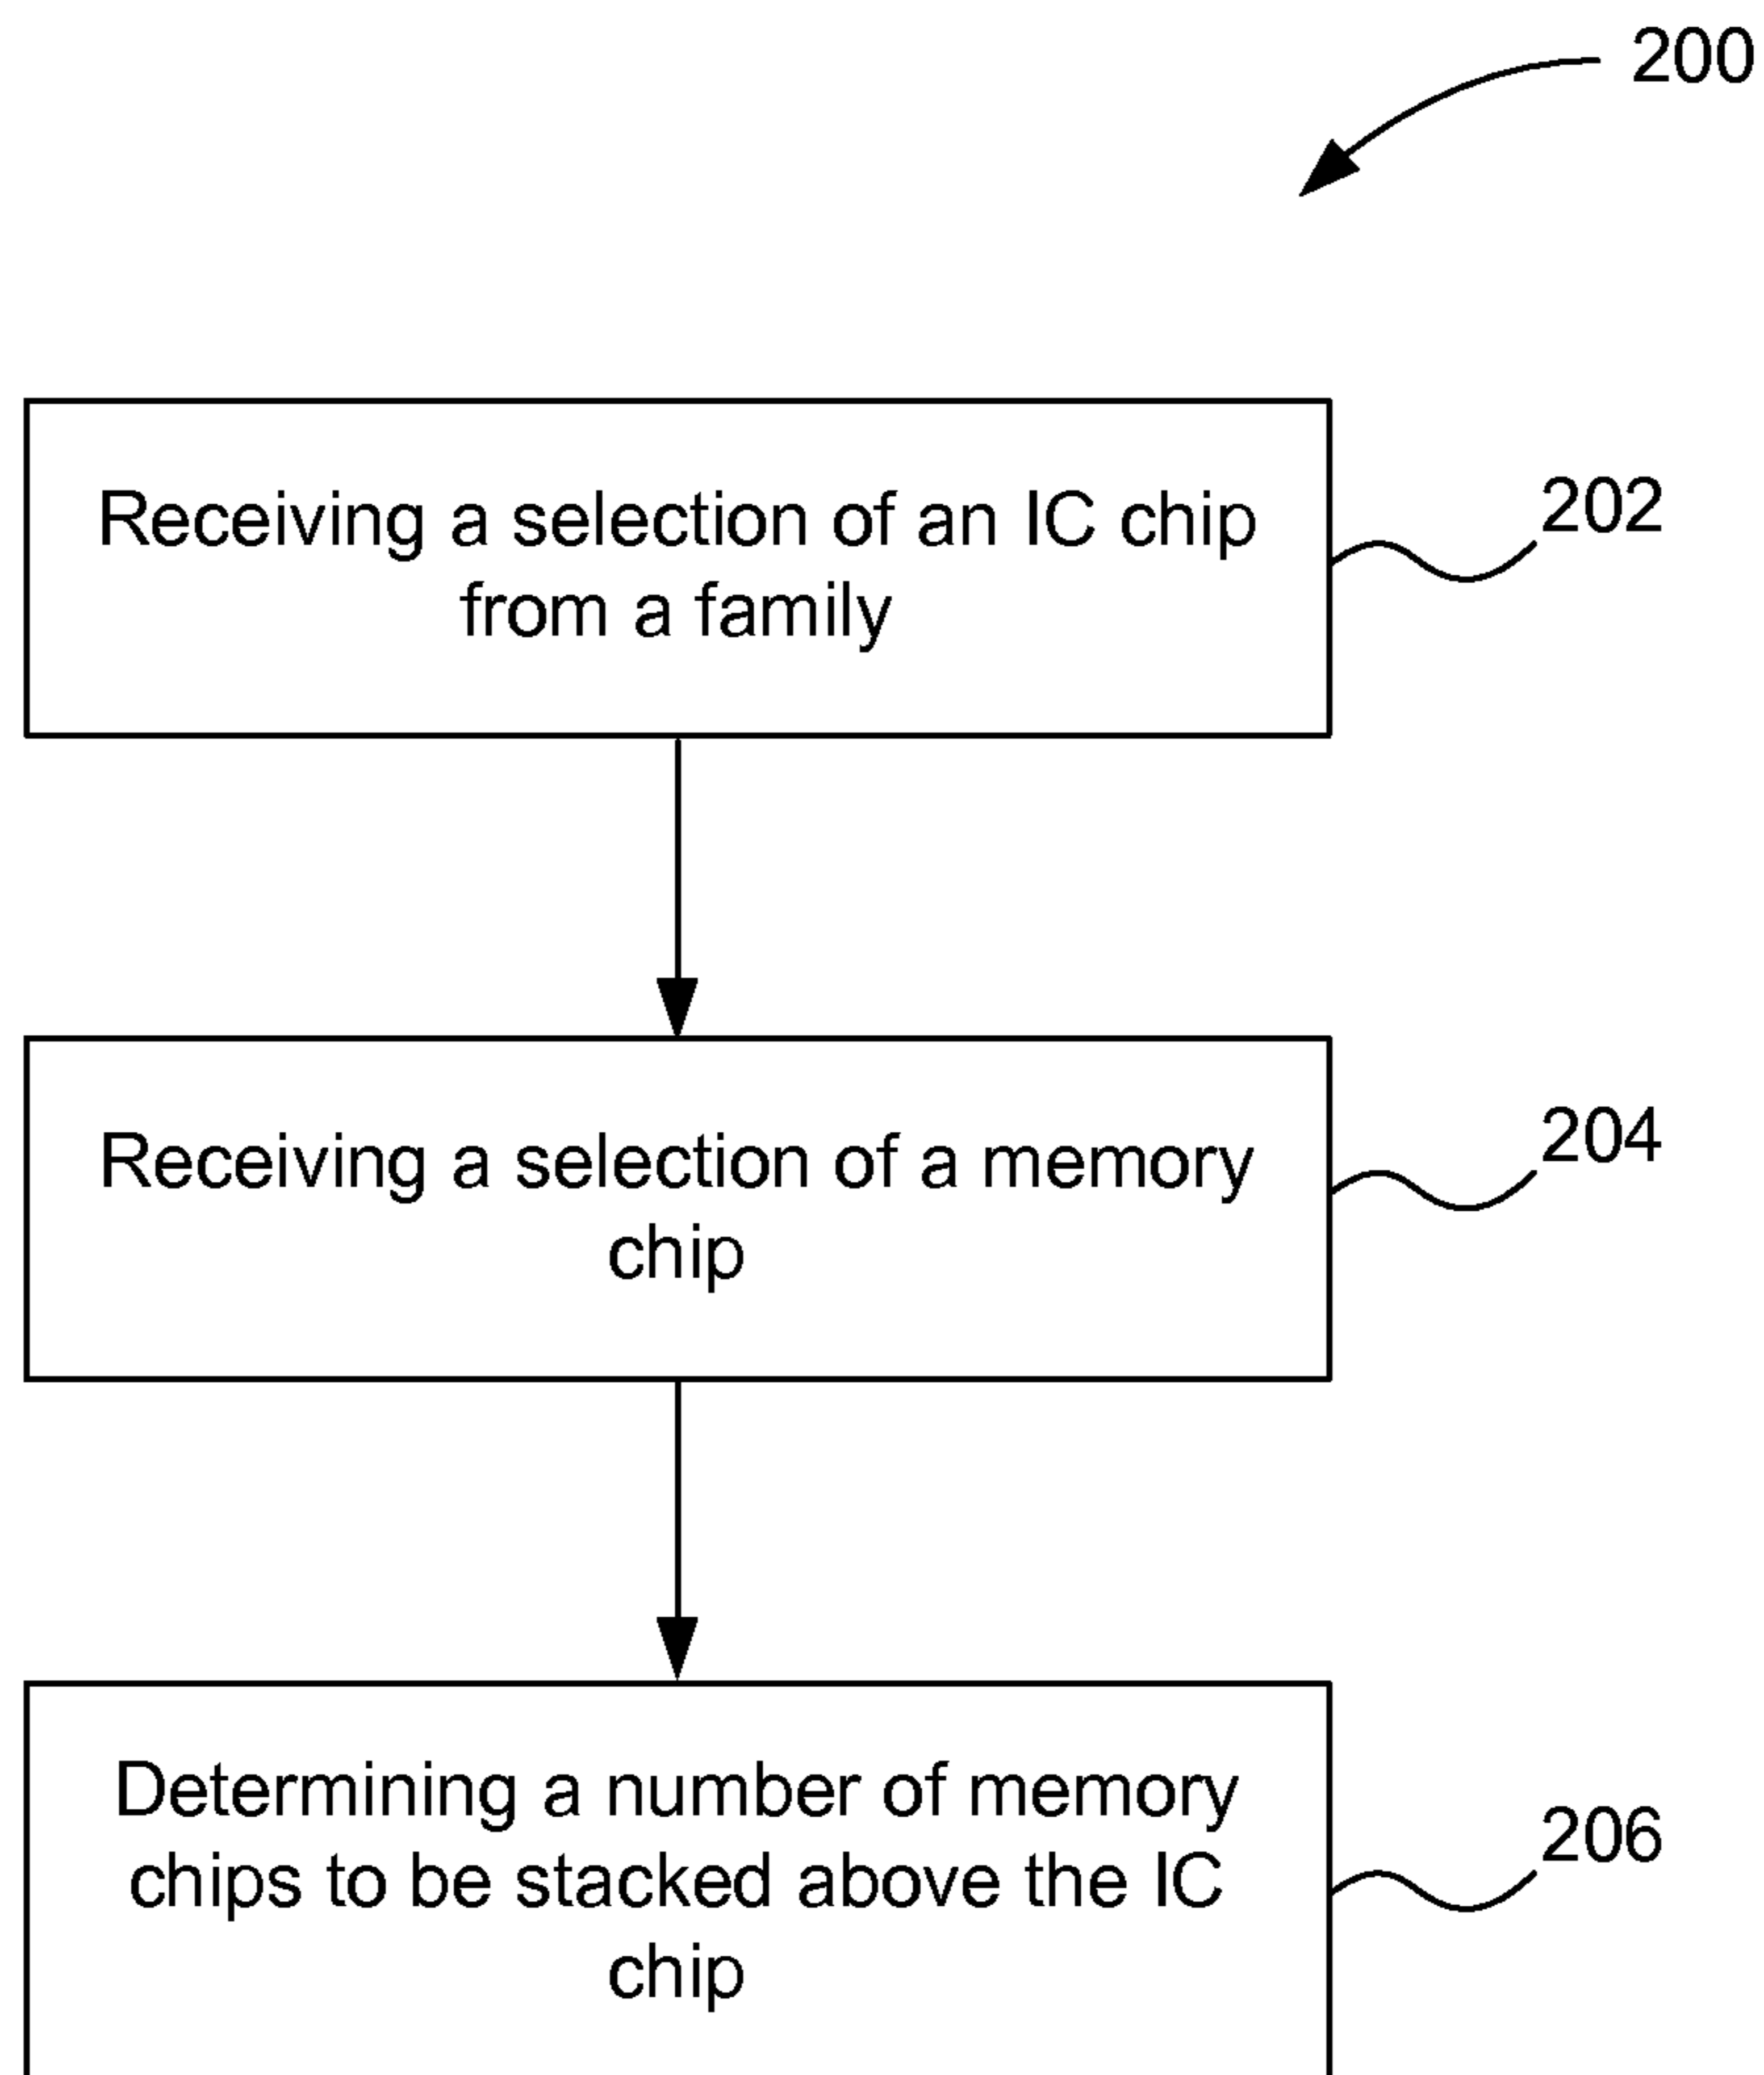 200
Receiving a selection of an IC chip
from a family
202
Receiving a selection of a memory
chip
204
Determining a number of memory
chips to be stacked above the IC
chip
206